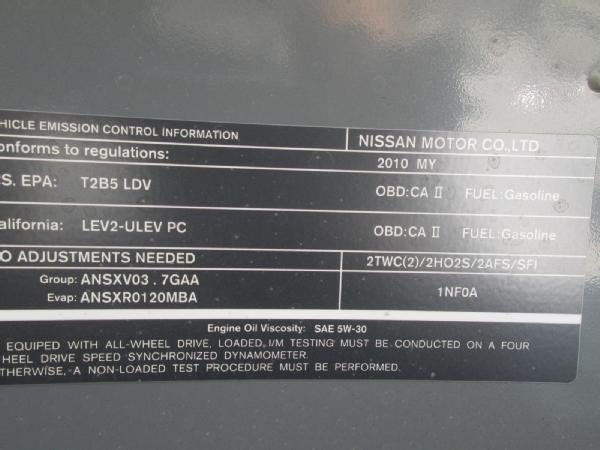 HICLE EMISSION CONTROL INFORMATION NISSAN MOTOR CO.,LTD
onforms to regulations: 2010 MY
.S. EPA: T2B5 LDV OBD:CA II FUEL:Gasoline
alifornia: LEV2-ULEV PC OBD:CA II FUEL:Gasoline
O ADJUSTMENTS NEEDED 2TWC(2)/2HO2S/2AFS/SFI
Group: ANSXV03.7GAA
Evap: ANSXR0120MBA 1NF0A
Engine Oil Viscosity: SAE 5W-30
EQUIPED WITH ALL-WHEEL DRIVE, LOADED, I/M TESTING MUST BE CONDUCTED ON A FOUR
HEEL DRIVE SPEED SYNCHRONIZED DYNAMOMETER.
THERWISE, A NON-LOADED TEST PROCEDURE MUST BE PERFORMED.